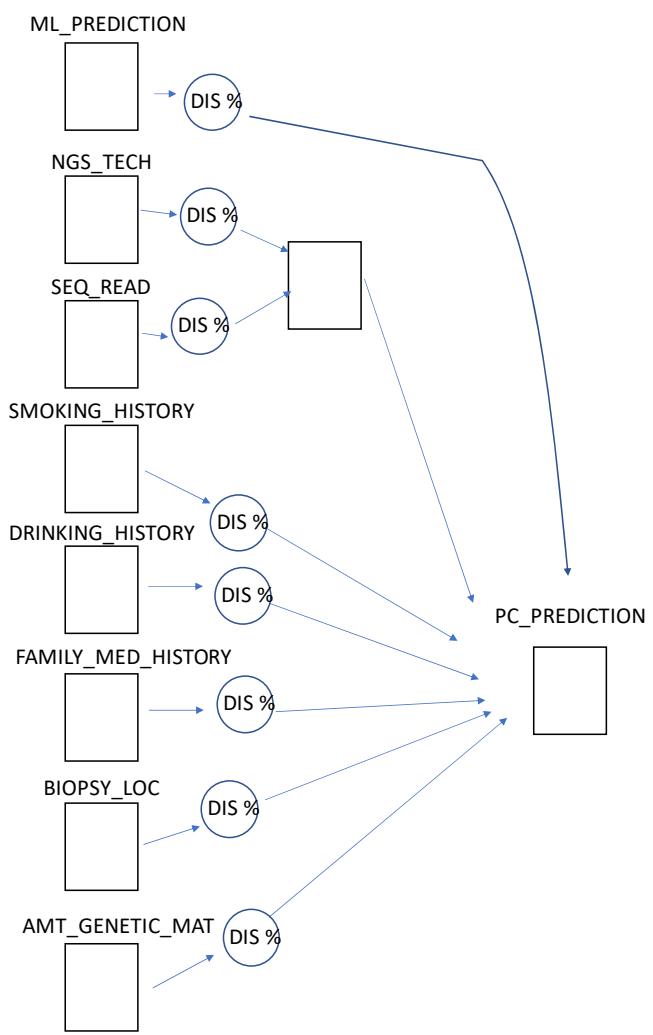 ML_PREDICTION
DIS %
NGS_TECH
DIS %
SEQ_READ
DIS %
SMOKING_HISTORY
DIS %
DRINKING_HISTORY
DIS %
PC_PREDICTION
FAMILY_MED_HISTORY
DIS %
BIOPSY_LOC
DIS %
AMT_GENETIC_MAT
DIS %